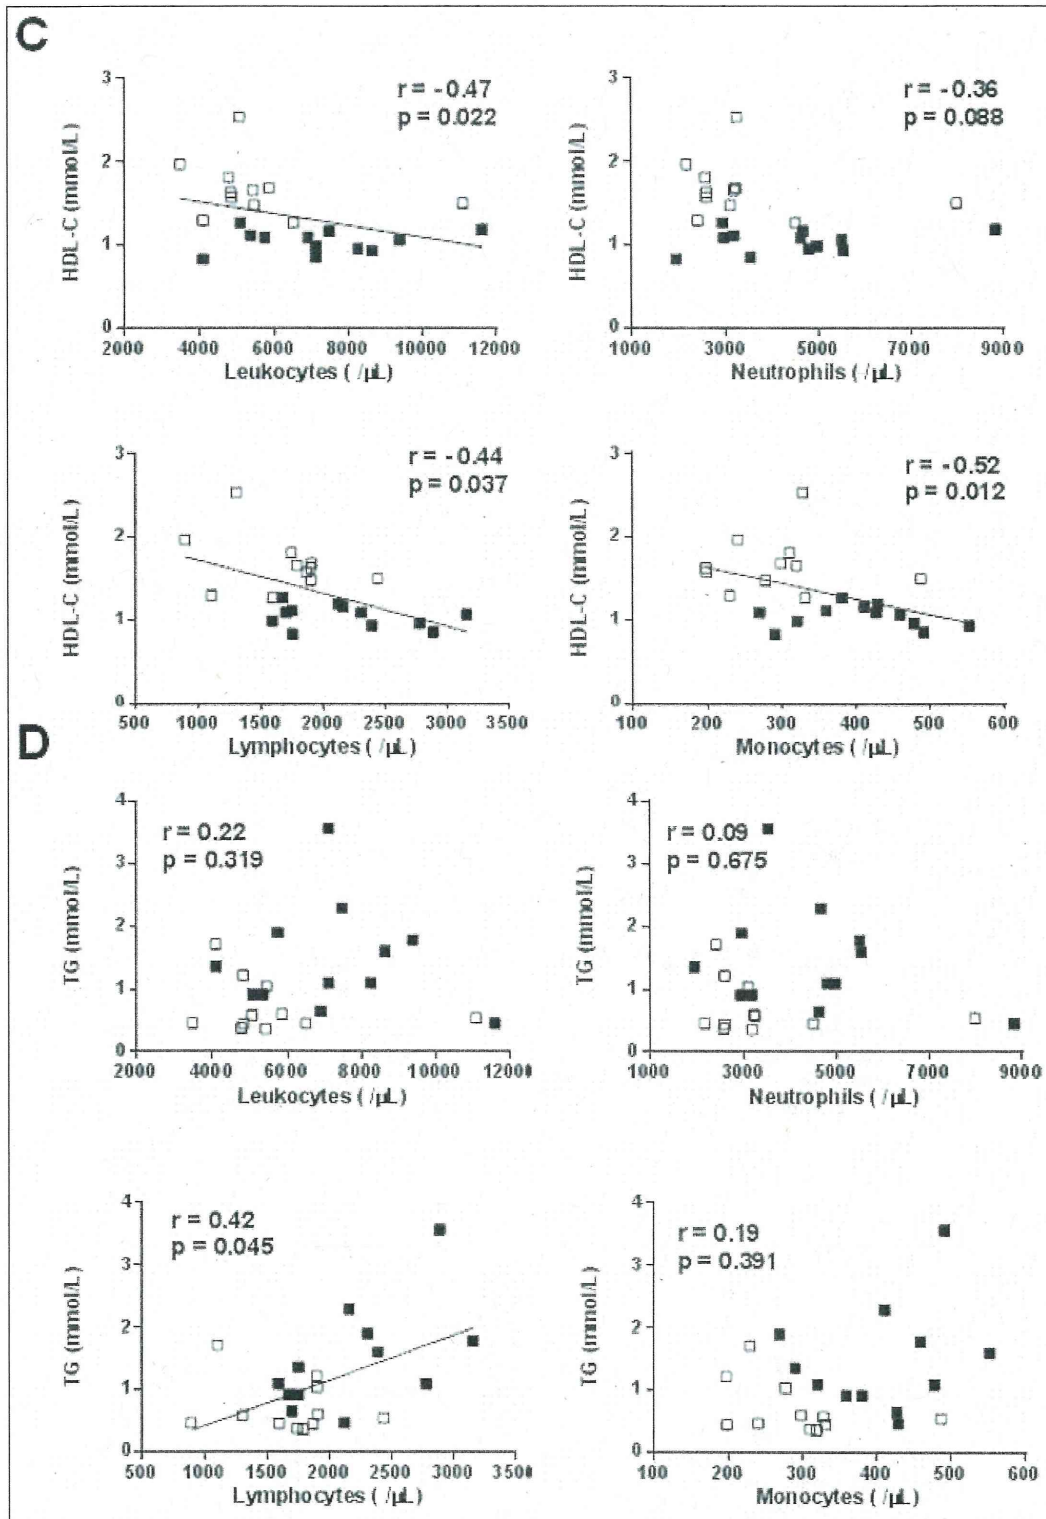 C
r = -0.47
p = 0.022
HDL-C (mmol/L)
3
2
1
0
2000 4000 6000 8000 10000 12000
Leukocytes ( /µL)
r = -0.36
p = 0.088
HDL-C (mmol/L)
3
2
1
0
1000 3000 5000 7000 9000
Neutrophils ( /µL)
r = -0.44
p = 0.037
HDL-C (mmol/L)
3
2
1
0
500 1000 1500 2000 2500 3000 3500
Lymphocytes ( /µL)
r = -0.52
p = 0.012
HDL-C (mmol/L)
3
2
1
0
100 200 300 400 500 600
Monocytes ( /µL)
D
r = 0.22
p = 0.319
TG (mmol/L)
4
3
2
1
0
2000 4000 6000 8000 10000 12000
Leukocytes ( /µL)
r = 0.09
p = 0.675
TG (mmol/L)
4
3
2
1
0
1000 3000 5000 7000 9000
Neutrophils ( /µL)
r = 0.42
p = 0.045
TG (mmol/L)
4
3
2
1
0
500 1000 1500 2000 2500 3000 3500
Lymphocytes ( /µL)
r = 0.19
p = 0.391
TG (mmol/L)
4
3
2
1
0
100 200 300 400 500 600
Monocytes ( /µL)